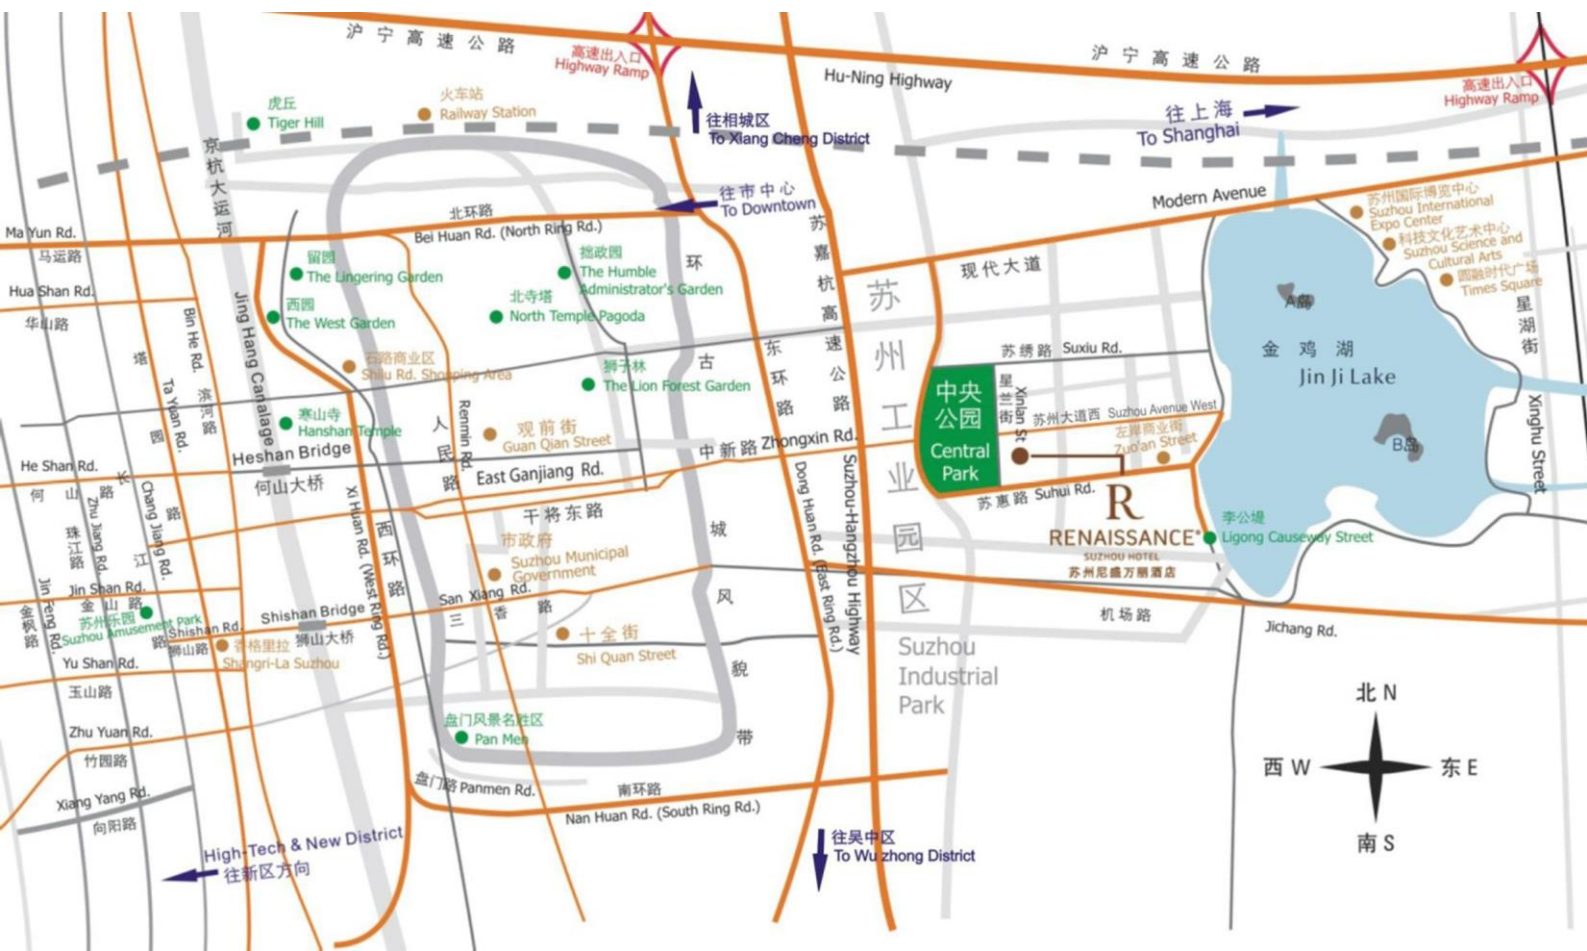 沪宁高速公路
高速出入口
Highway Ramp
Hu-Ning Highway
沪宁高速公路
高速出入口
Highway Ramp
虎丘
Tiger Hill
火车站
Railway Station
往相城区
To Xiang Cheng District
往上海
To Shanghai
京杭大运河
往市中心
To Downtown
Modern Avenue
苏州国际博览中心
Suzhou International
Expo Center
科技文化艺术中心
Suzhou Science and
Cultural Arts
圆融时代广场
Times Square
北环路
Bei Huan Rd. (North Ring Rd.)
Ma Yun Rd.
马运路
Hua Shan Rd.
华山路
留园
The Lingering Garden
西园
The West Garden
拙政园
The Humble
Administrator's Garden
北寺塔
North Temple Pagoda
石路商业区
Shilu Rd. Shopping Area
狮子林
The Lion Forest Garden
寒山寺
Hanshan Temple
观前街
Guan Qian Street
环古城风貌带
东环路
苏嘉杭高速公路
现代大道
苏州工业园区
Suzhou
Industrial
Park
苏绣路 Suxiu Rd.
中央
公园
Central
Park
星兰街
Xinlan St
苏州大道西 Suzhou Avenue West
左岸商业街
Zuo'an Street
A岛
金鸡湖
Jin Ji Lake
B岛
星湖街
Xinghu Street
塔园路
Ta Yuan Rd.
Bin He Rd.
滨河路
Jing Hang Canalage
人民路
Renmin Rd.
中新路 Zhongxin Rd.
Heshan Bridge
何山大桥
East Ganjiang Rd.
干将东路
He Shan Rd.
何山路
长江路
Chang Jiang Rd.
珠江路
Zhu Jiang Rd.
Xi Huan Rd. (West Ring Rd.)
西环路
Dong Huan Rd. (East Ring Rd.)
Suzhou-Hangzhou Highway
苏惠路 Suhui Rd.
R
RENAISSANCE®
SUZHOU HOTEL
苏州尼盛万丽酒店
李公堤
Ligong Causeway Street
市政府
Suzhou Municipal
Government
San Xiang Rd.
三香路
Jin Shan Rd.
金山路
Jin Feng Rd.
金枫路
苏州乐园
Suzhou Amusement Park
Shishan Rd.
狮山路
Shishan Bridge
狮山大桥
香格里拉
Shangri-La Suzhou
十全街
Shi Quan Street
机场路
Jichang Rd.
Yu Shan Rd.
玉山路
Zhu Yuan Rd.
竹园路
Xiang Yang Rd.
向阳路
盘门风景名胜区
Pan Men
盘门路 Panmen Rd.
南环路
Nan Huan Rd. (South Ring Rd.)
High-Tech & New District
往新区方向
往吴中区
To Wu zhong District
北 N
西 W
东 E
南 S